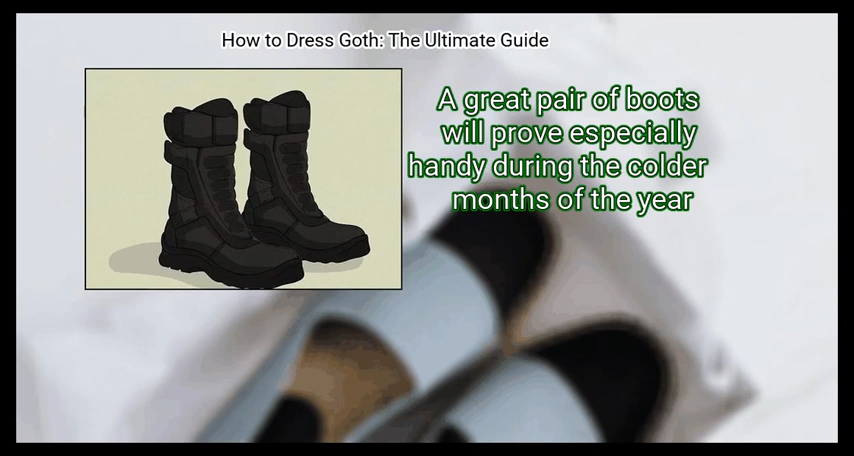 How to Dress Goth: The Ultimate Guide
A great pair of boots
will prove especially
handy during the colder
months of the year